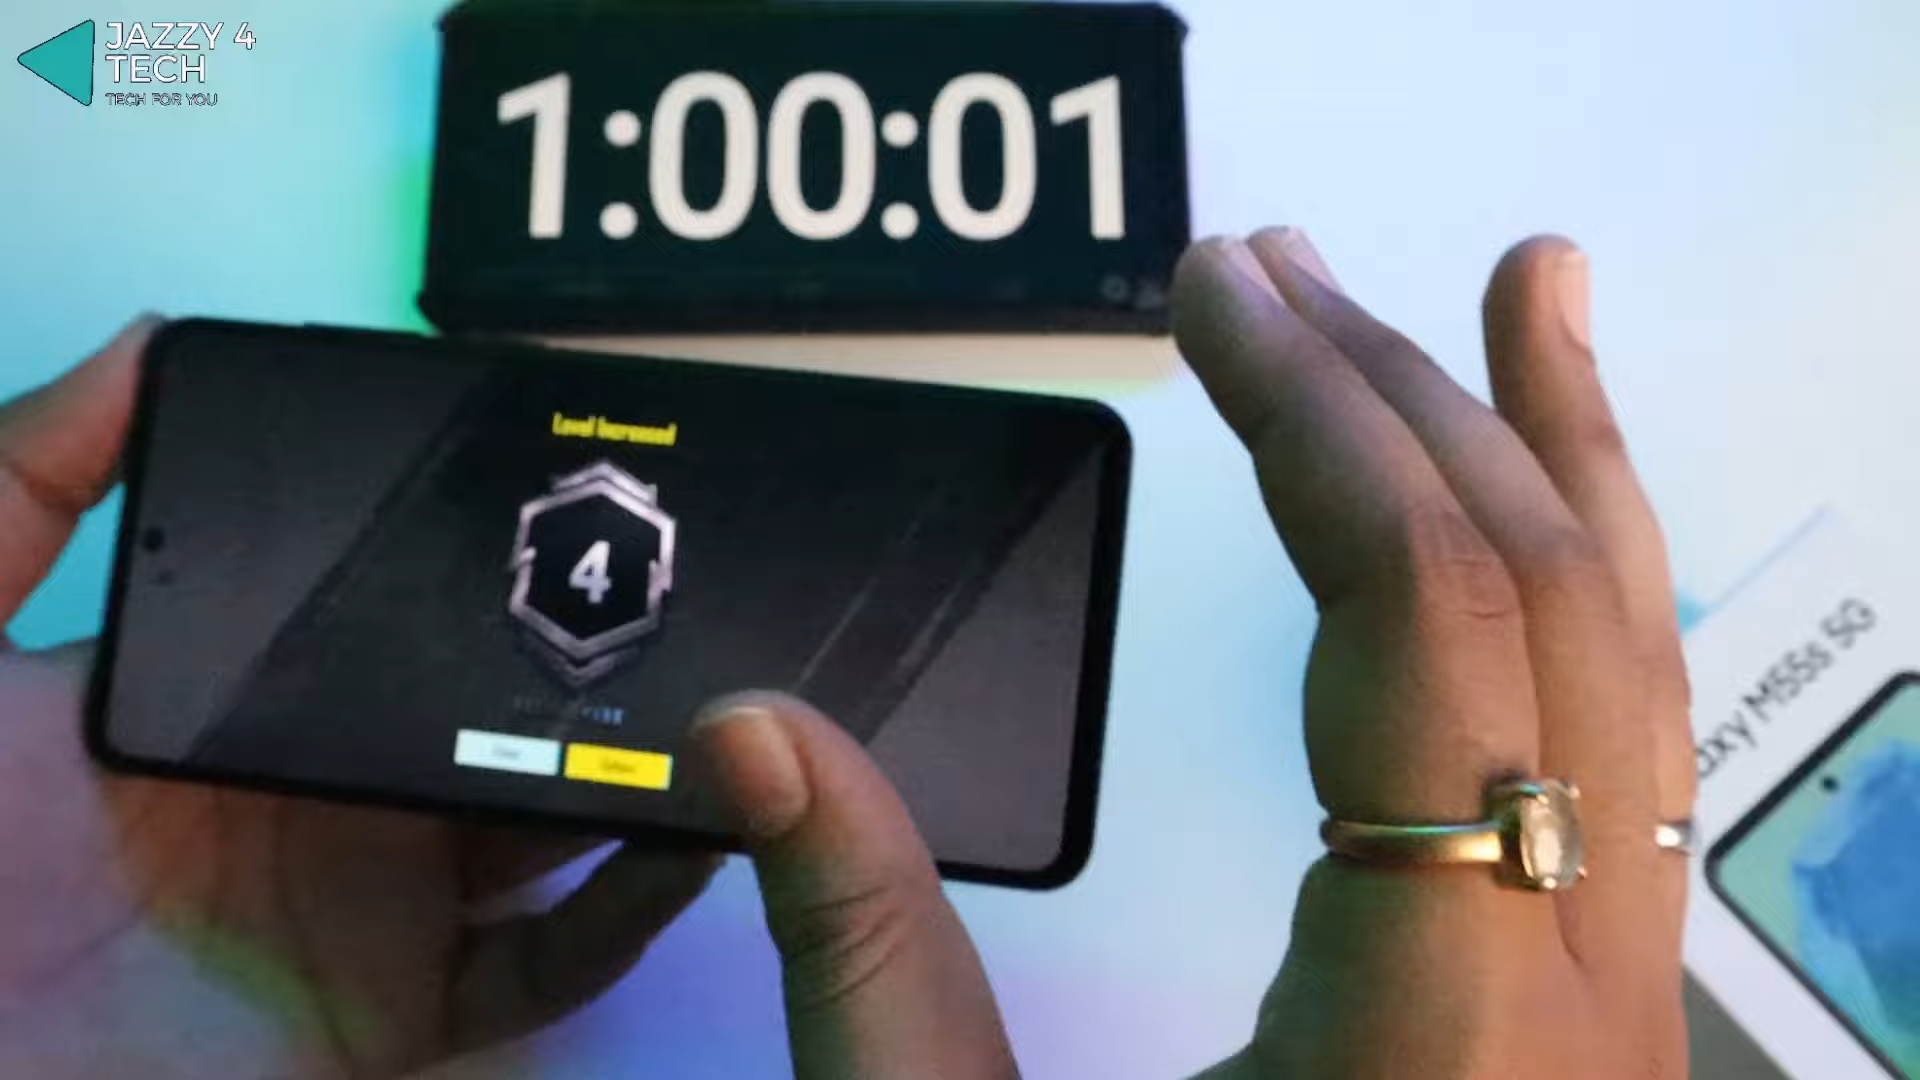 JAZZY 4
TECH
TECH FOR YOU
1:00:01
Level Increased
4
axy M55s 5G